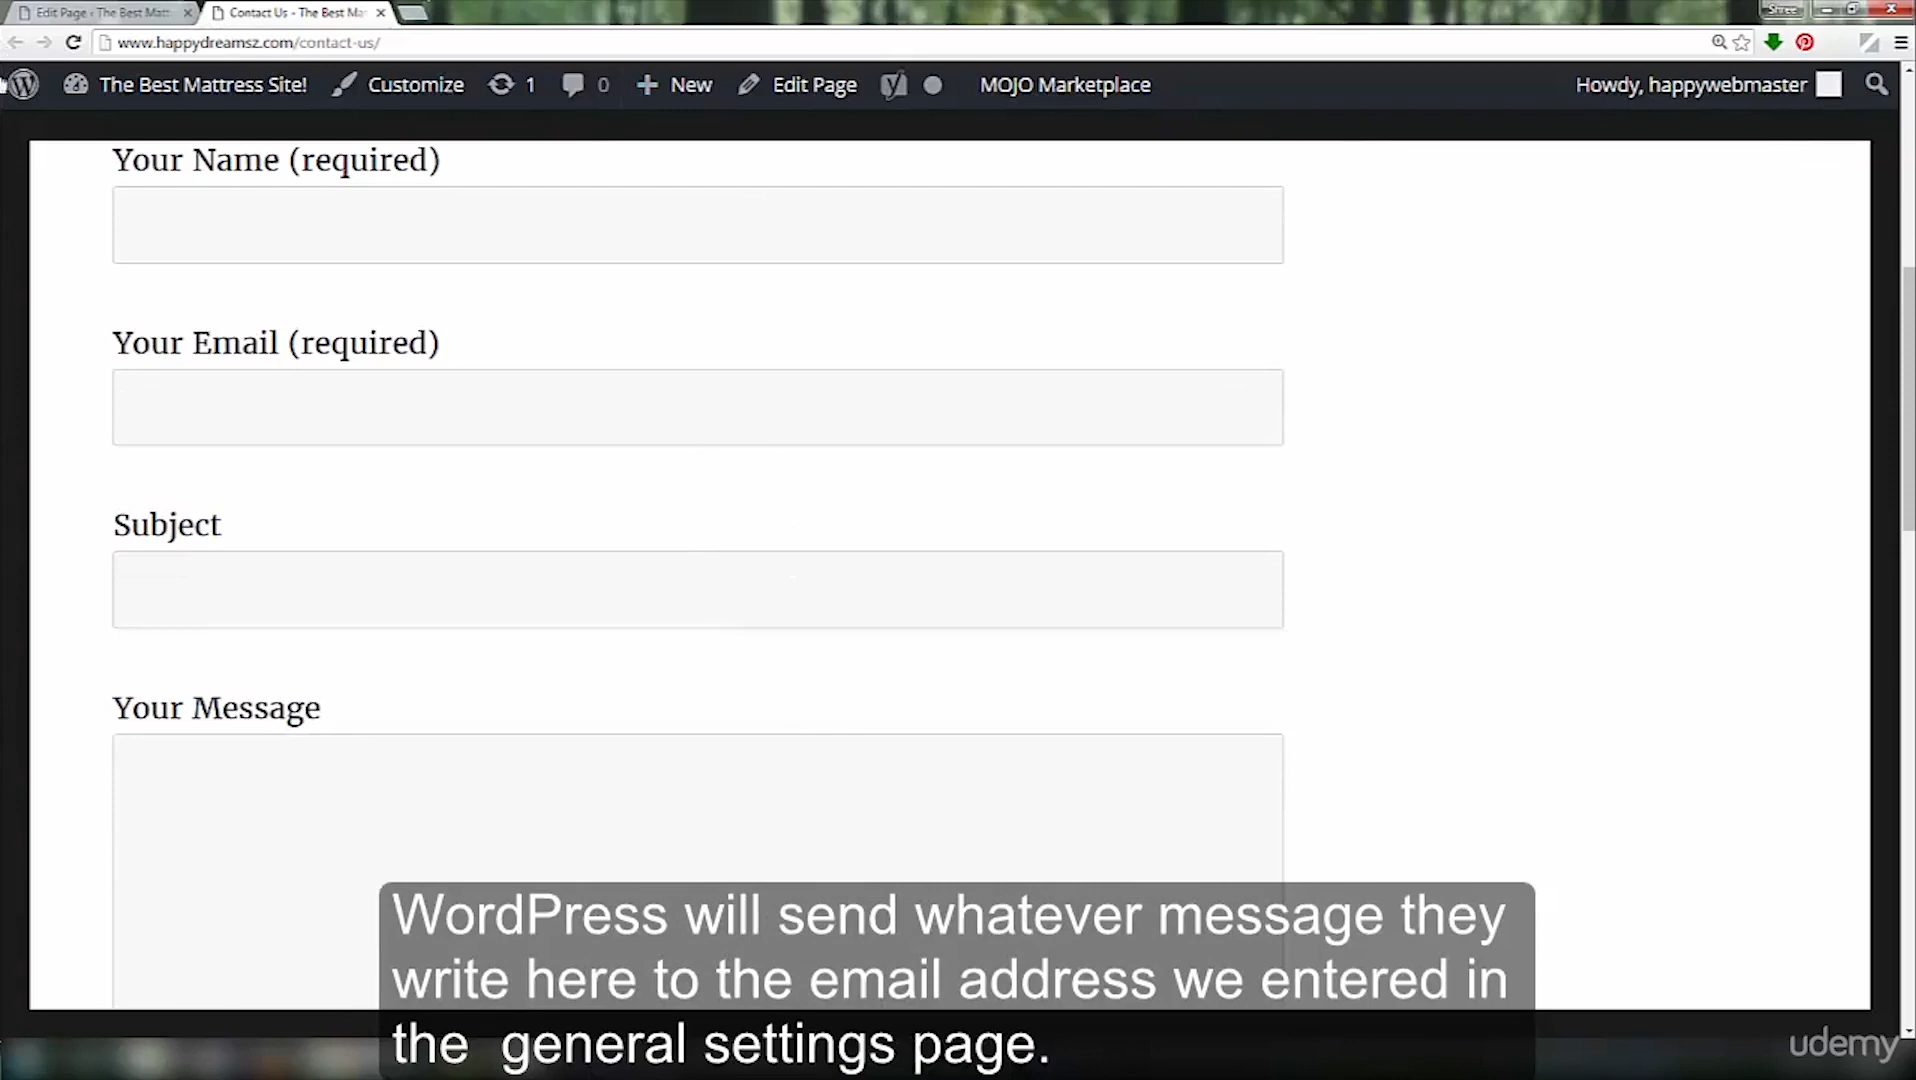 Edit Page - The Best Matt
Contact Us - The Best Ma
Shree
www.happydreamsz.com/contact-us/
The Best Mattress Site! Customize 1 0 New Edit Page MOJO Marketplace Howdy, happywebmaster
Your Name (required)
Your Email (required)
Subject
Your Message
WordPress will send whatever message they
write here to the email address we entered in
the general settings page.
udemy